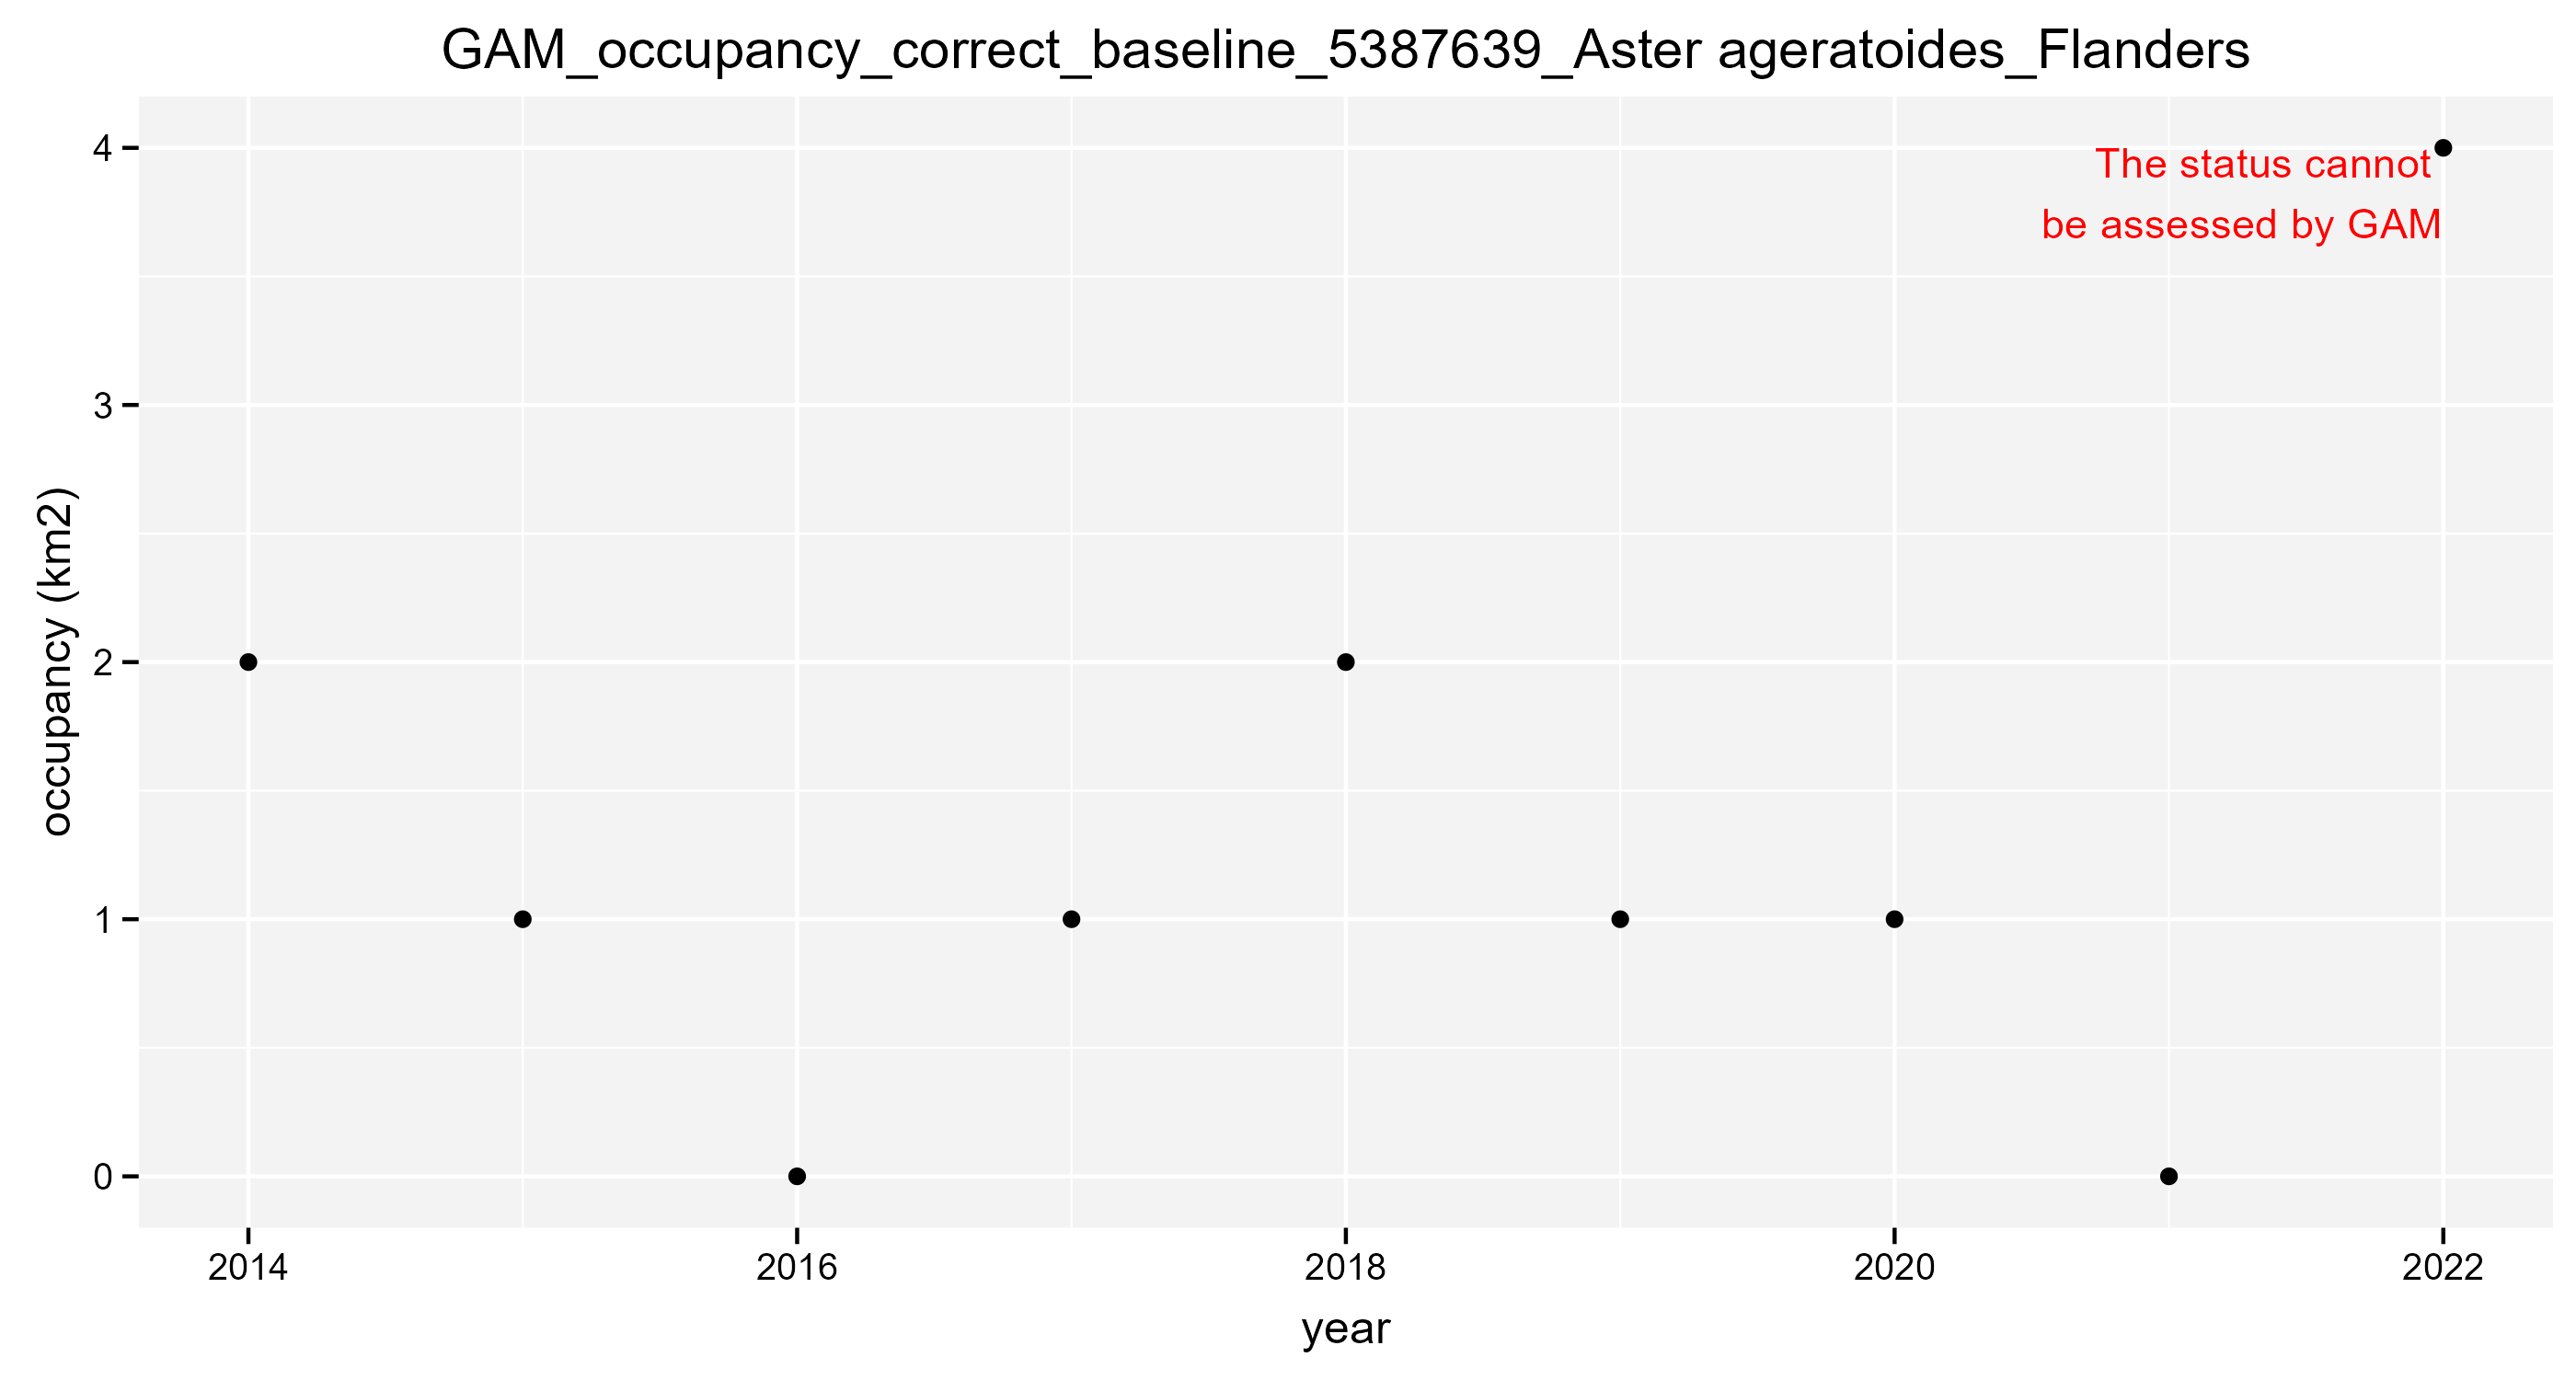 GAM_occupancy_correct_baseline_5387639_Aster ageratoides_Flanders
The status cannot
be assessed by GAM
occupancy (km2)
4
3
2
1
0
2014 2016 2018 2020 2022
year